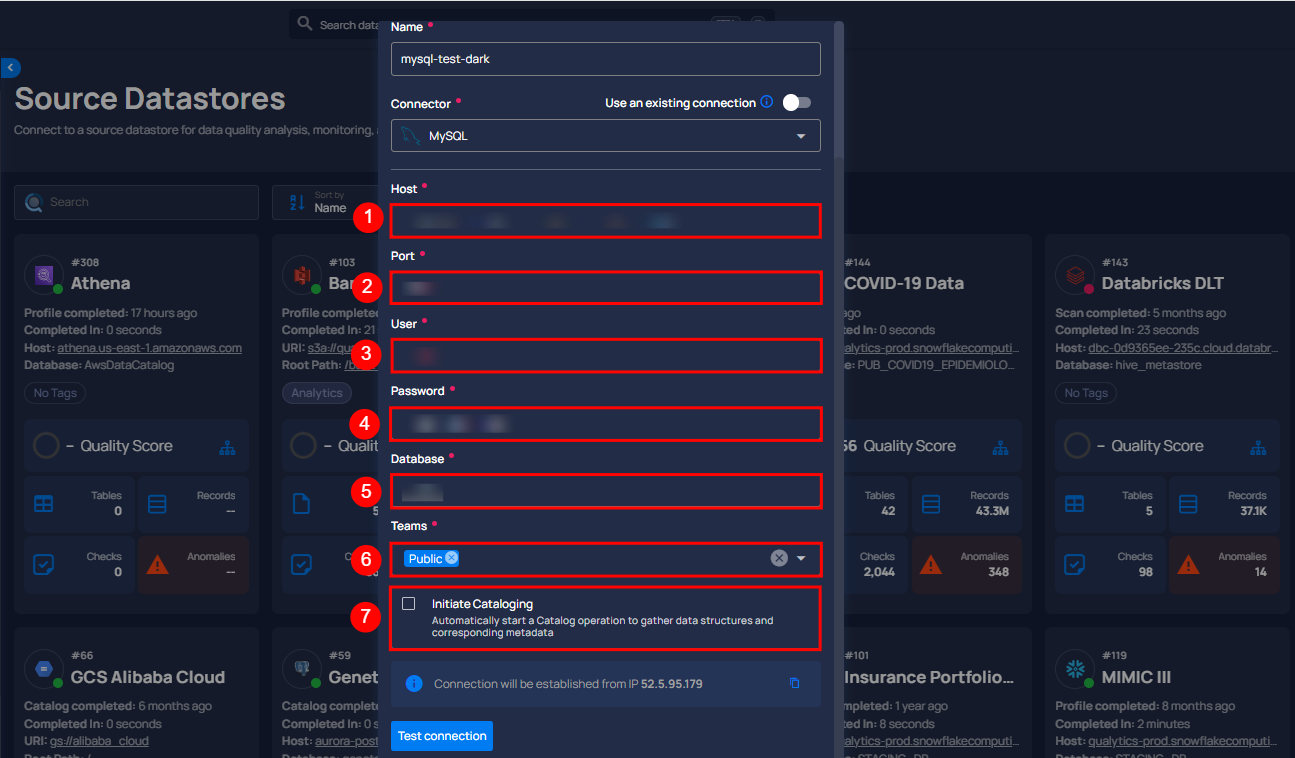 Search data
Source Datastores
Connect to a source datastore for data quality analysis, monitoring,
Search
Sort by
Name
#308
Athena
Profile completed: 17 hours ago
Completed In: 0 seconds
Host: athena.us-east-1.amazonaws.com
Database: AwsDataCatalog
No Tags
– Quality Score
Tables
0
Records
--
Checks
0
Anomalies
--
#103
Profile complete
Completed In: 21
URI: s3a://
Root Path:
Analytics
–
#66
GCS Alibaba Cloud
Catalog completed: 6 months ago
Completed In: 0 seconds
URI: gs://alibaba_cloud
Root Path: /
#59
Genet
Catalog complete
Completed In: 0 s
Host: aurora-post
Name *
mysql-test-dark
Connector *
Use an existing connection
MySQL
Host *
1
Port *
2
User *
3
Password *
4
Database *
5
Teams *
6
Public
7
Initiate Cataloging
Automatically start a Catalog operation to gather data structures and
corresponding metadata
Connection will be established from IP 52.5.95.179
Test connection
#144
COVID-19 Data
ago
0 seconds
alytics-prod.snowflakecomputi...
e: PUB_COVID19_EPIDEMIOLO...
56 Quality Score
Tables
42
Records
43.3M
Checks
2,044
Anomalies
348
#143
Databricks DLT
Scan completed: 5 months ago
Completed In: 23 seconds
Host: dbc-0d9365ee-235c.cloud.databr...
Database: hive_metastore
No Tags
– Quality Score
Tables
5
Records
37.1K
Checks
98
Anomalies
14
#101
Insurance Portfolio...
mpleted: 1 year ago
In: 8 seconds
alytics-prod.snowflakecomputi...
STAGING_DB
#119
MIMIC III
Profile completed: 8 months ago
Completed In: 2 minutes
Host: qualytics-prod.snowflakecomputi...
Database: STAGING_DB